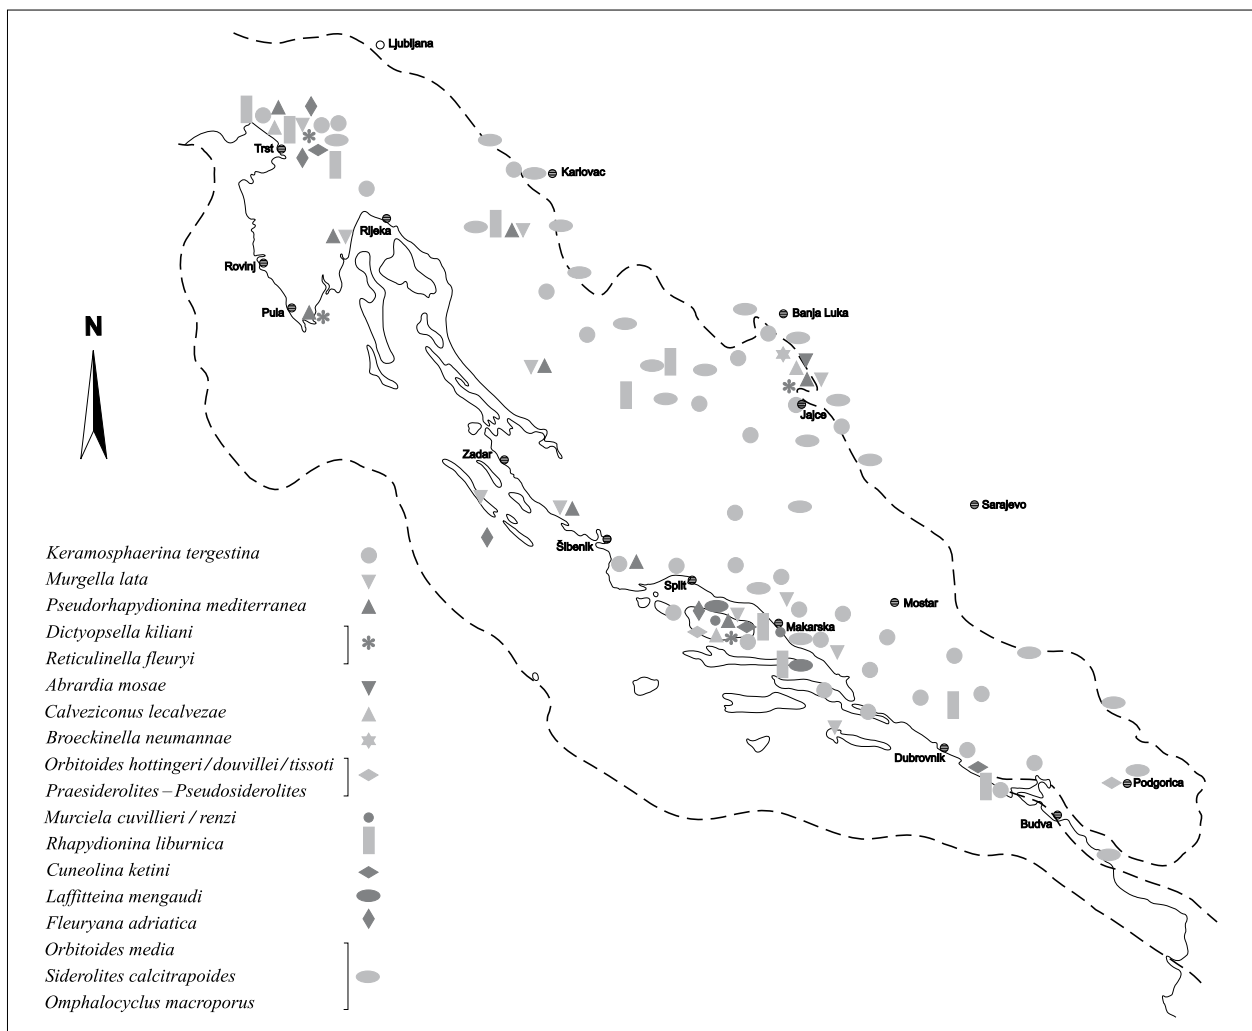 Ljubljana
Trst
Karlovac
Rijeka
Rovinj
Pula
Banja Luka
N
Jajce
Zadar
Sarajevo
Šibenik
Split
Mostar
Makarska
Dubrovnik
Podgorica
Budva
Keramosphaerina tergestina
Murgella lata
Pseudorhapydionina mediterranea
Dictyopsella kiliani
Reticulinella fleuryi
Abrardia mosae
Calveziconus lecalvezae
Broeckinella neumannae
Orbitoides hottingeri / douvillei / tissoti
Praesiderolites – Pseudosiderolites
Murciela cuvillieri / renzi
Rhapydionina liburnica
Cuneolina ketini
Laffitteina mengaudi
Fleuryana adriatica
Orbitoides media
Siderolites calcitrapoides
Omphalocyclus macroporus